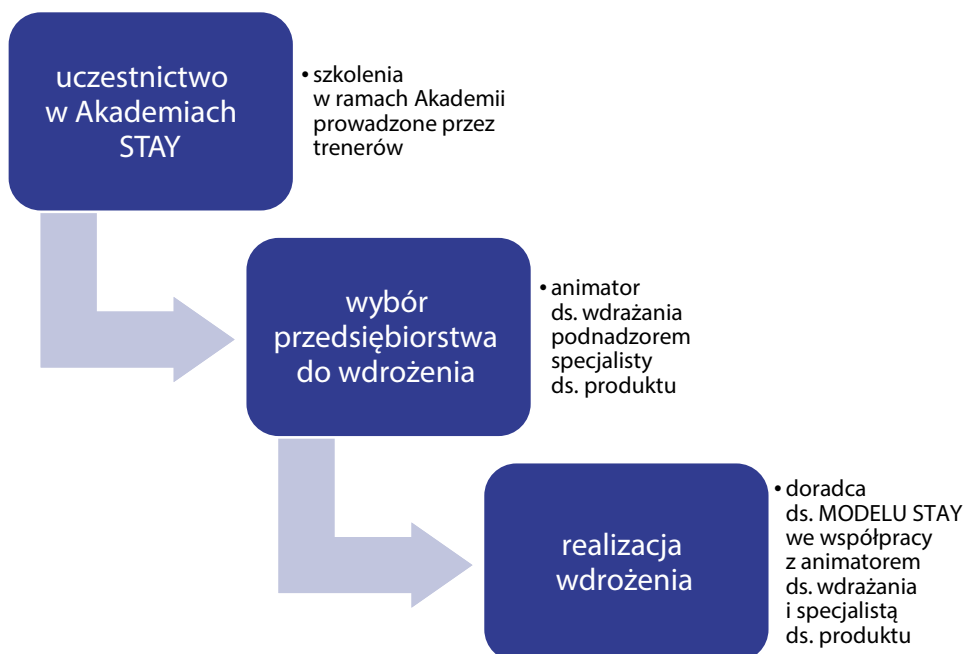 uczestnictwo
w Akademiach
STAY
• szkolenia
w ramach Akademii
prowadzone przez
trenerów
wybór
przedsiębiorstwa
do wdrożenia
• animator
ds. wdrażania
podnadzorem
specjalisty
ds. produktu
realizacja
wdrożenia
• doradca
ds. MODELU STAY
we współpracy
z animatorem
ds. wdrażania
i specjalistą
ds. produktu